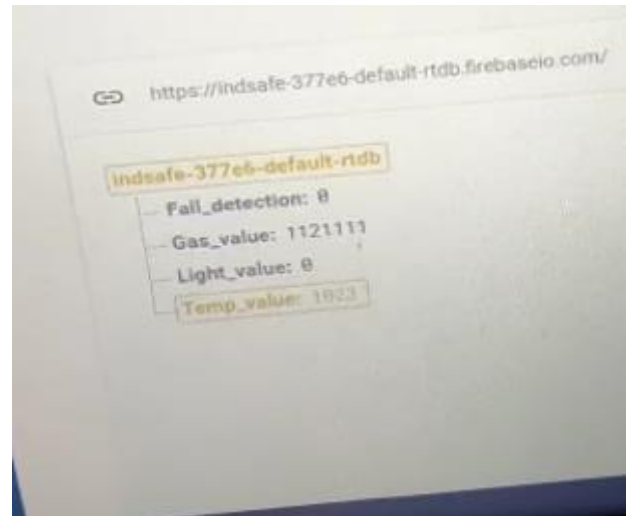 https://indsafe-377e6-default-rtdb.firebaseio.com/
indsafe-377e6-default-rtdb
Fall_detection: 0
Gas_value: 1121111
Light_value: 0
Temp_value: 1023